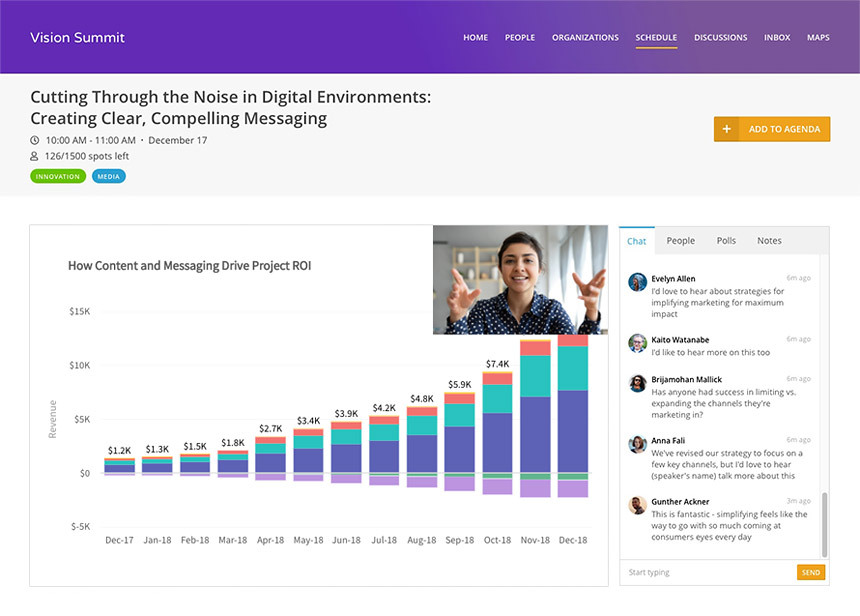 Vision Summit
HOME PEOPLE ORGANIZATIONS SCHEDULE DISCUSSIONS INBOX MAPS
Cutting Through the Noise in Digital Environments:
Creating Clear, Compelling Messaging
10:00 AM - 11:00 AM · December 17
126/1500 spots left
INNOVATION MEDIA
+ ADD TO AGENDA
How Content and Messaging Drive Project ROI
$15K
$10K
$5K
$0
$-5K
Revenue
$1.2K $1.3K $1.5K $1.8K $2.7K $3.4K $3.9K $4.2K $4.8K $5.9K $7.4K
Dec-17 Jan-18 Feb-18 Mar-18 Apr-18 May-18 Jun-18 Jul-18 Aug-18 Sep-18 Oct-18 Nov-18 Dec-18
Chat People Polls Notes
Evelyn Allen 6m ago
I'd love to hear about strategies for
implifying marketing for maximum
impact
Kaito Watanabe 6m ago
I'd like to hear more on this too
Brijamohan Mallick 6m ago
Has anyone had success in limiting vs.
expanding the channels they're
marketing in?
Anna Fali 6m ago
We've revised our strategy to focus on a
few key channels, but I'd love to hear
(speaker's name) talk more about this
Gunther Ackner 3m ago
This is fantastic - simplifying feels like the
way to go with so much coming at
consumers eyes every day
Start typing SEND